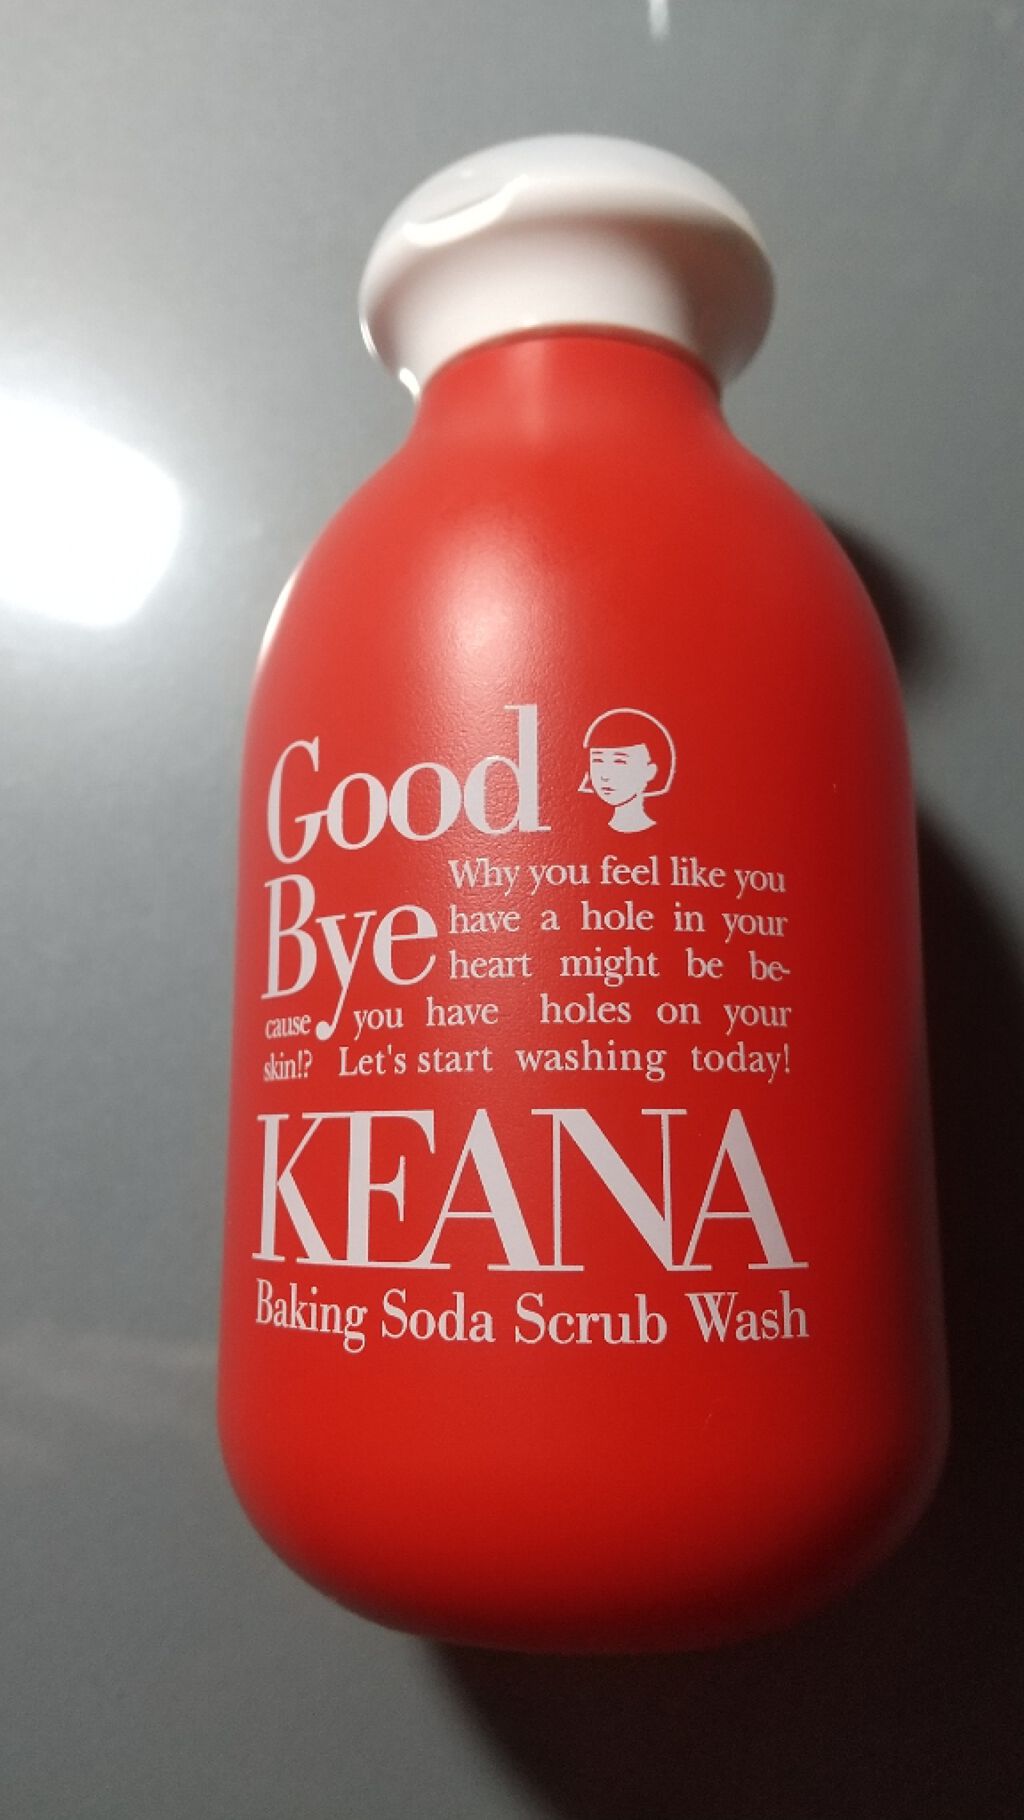 Good
Bye
Why you feel like you
have a hole in your
heart might be be-
cause you have holes on your
skin!? Let's start washing today!
KEANA
Baking Soda Scrub Wash